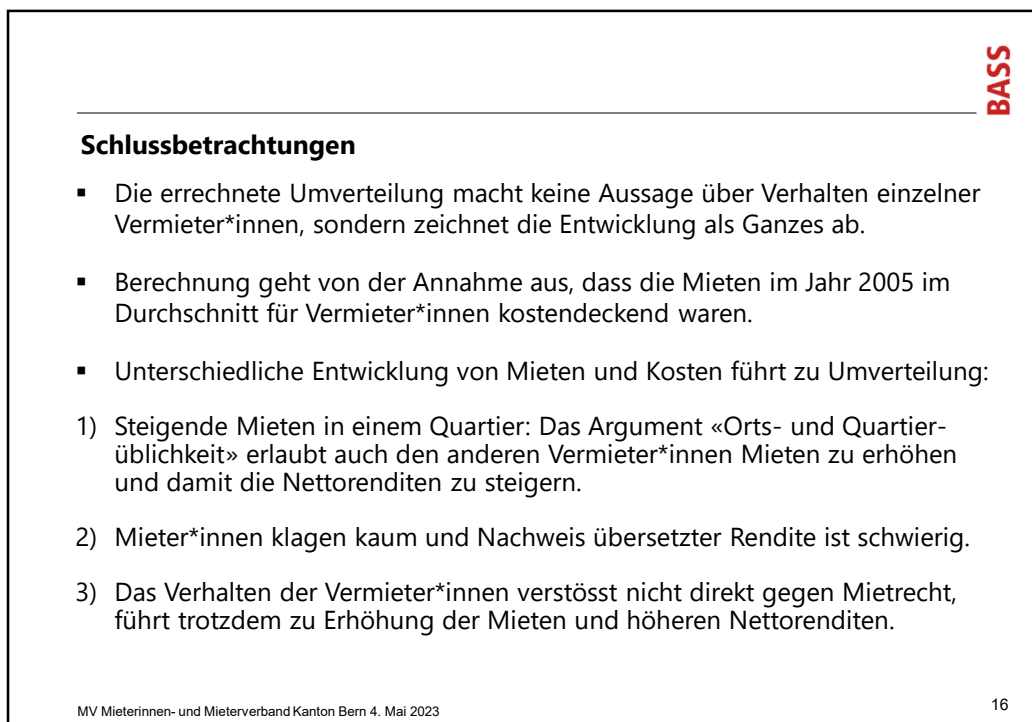 BASS
Schlussbetrachtungen
▪ Die errechnete Umverteilung macht keine Aussage über Verhalten einzelner
Vermieter*innen, sondern zeichnet die Entwicklung als Ganzes ab.
▪ Berechnung geht von der Annahme aus, dass die Mieten im Jahr 2005 im
Durchschnitt für Vermieter*innen kostendeckend waren.
▪ Unterschiedliche Entwicklung von Mieten und Kosten führt zu Umverteilung:
1) Steigende Mieten in einem Quartier: Das Argument «Orts- und Quartier-
üblichkeit» erlaubt auch den anderen Vermieter*innen Mieten zu erhöhen
und damit die Nettorenditen zu steigern.
2) Mieter*innen klagen kaum und Nachweis übersetzter Rendite ist schwierig.
3) Das Verhalten der Vermieter*innen verstösst nicht direkt gegen Mietrecht,
führt trotzdem zu Erhöhung der Mieten und höheren Nettorenditen.
MV Mieterinnen- und Mieterverband Kanton Bern 4. Mai 2023
16